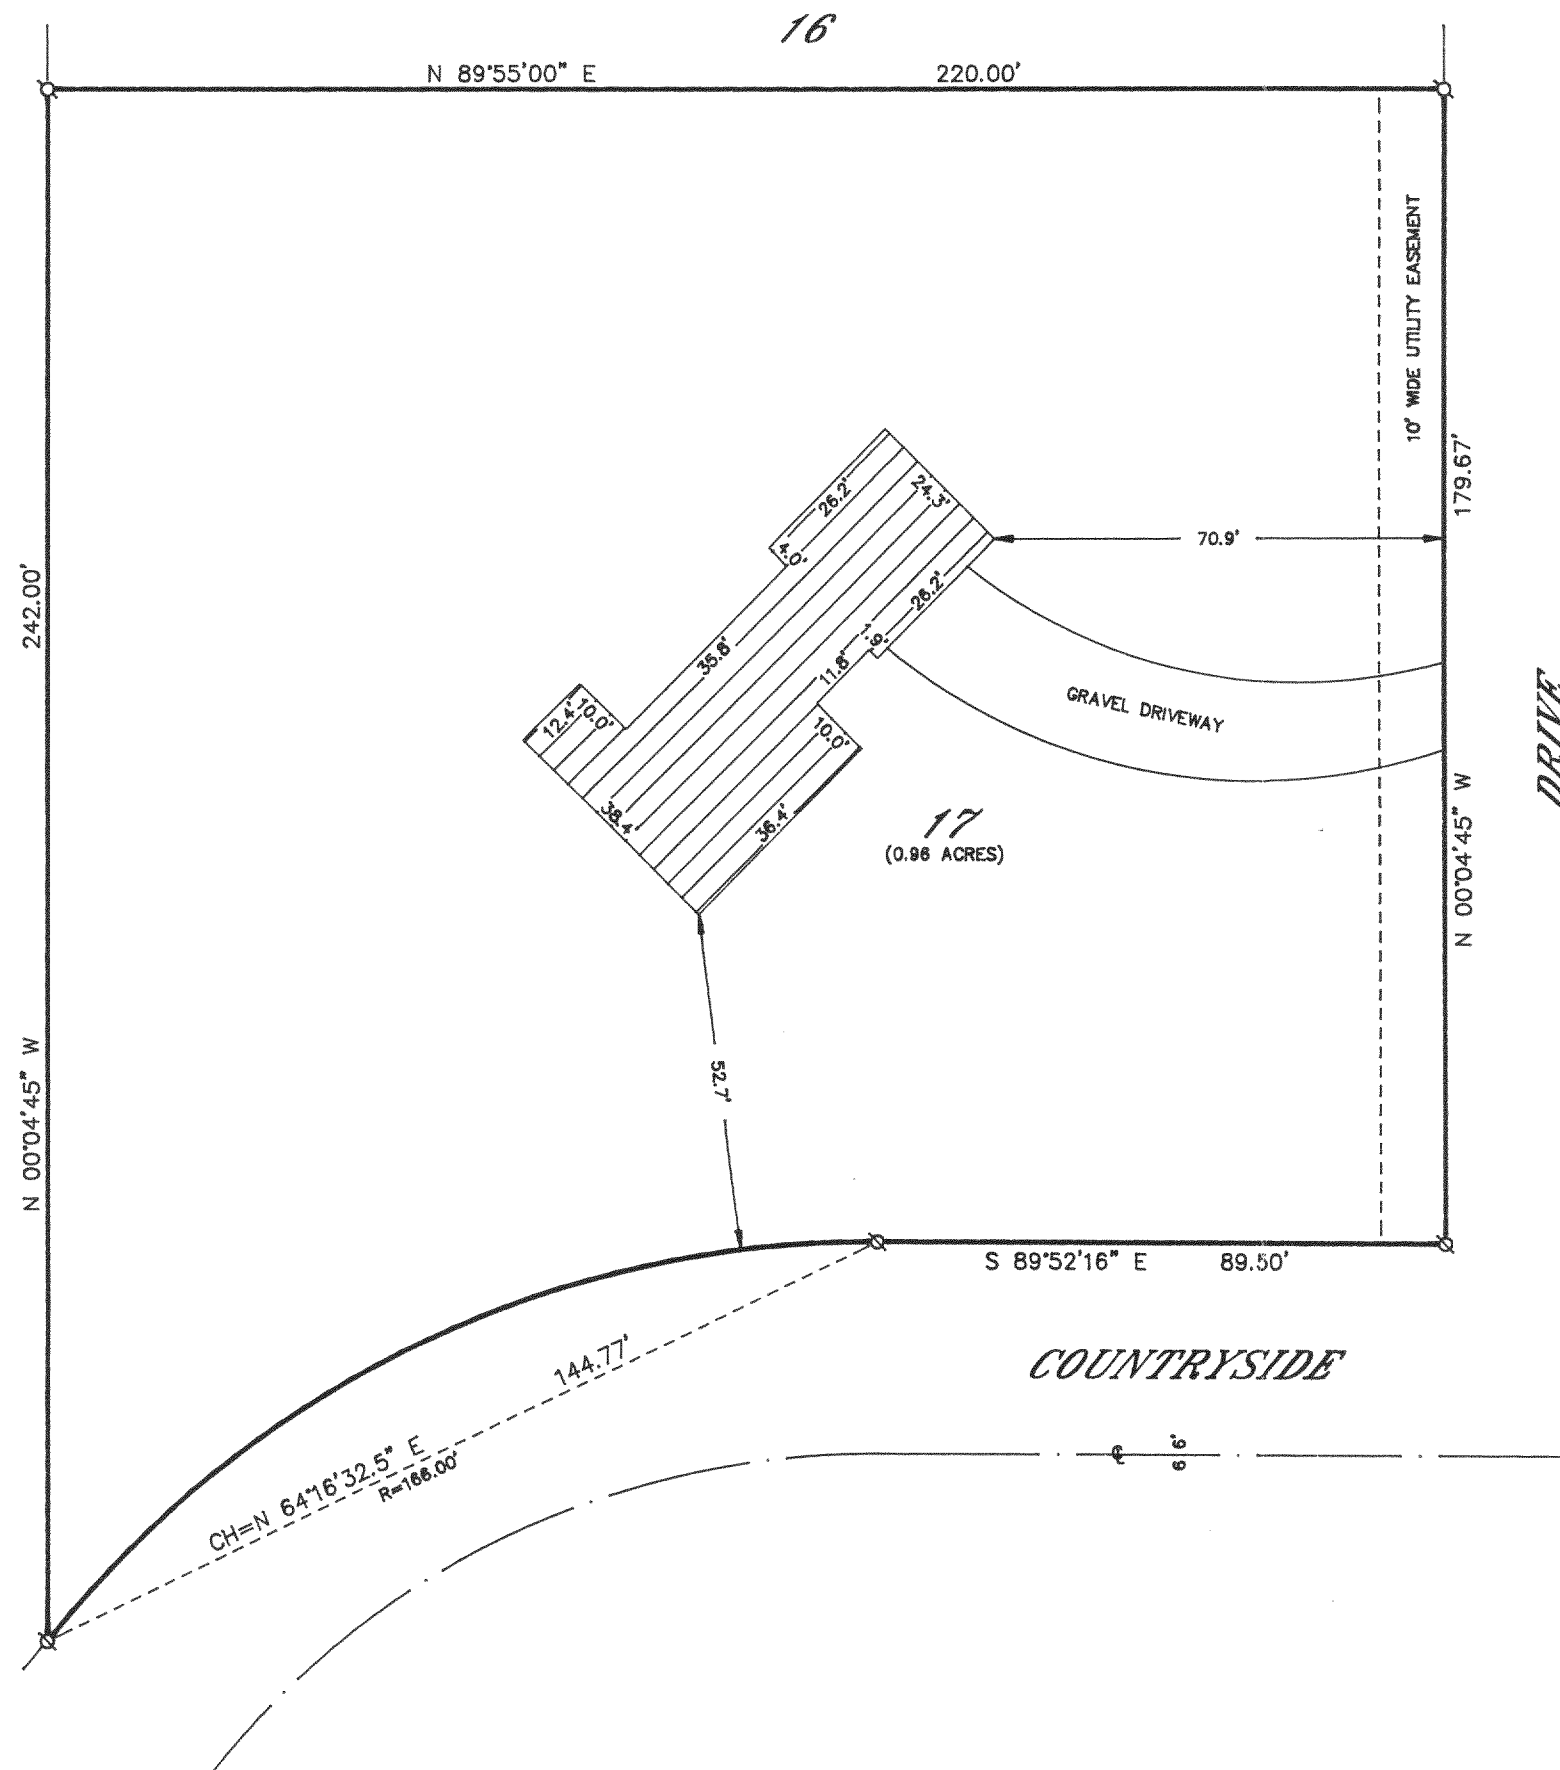 16
N 89°55'00" E 220.00'
10' WIDE UTILITY EASEMENT
179.67'
N 00°04'45" W
DRIVE
242.00'
N 00°04'45" W
26.2'
24.3'
4.0'
70.9'
35.8'
26.2'
1.9'
11.8'
12.4'
10.0'
10.0'
38.4'
36.4'
GRAVEL DRIVEWAY
17
(0.96 ACRES)
52.7'
S 89°52'16" E 89.50'
144.77'
CH=N 64°16'32.5" E
R=166.00'
COUNTRYSIDE
℄